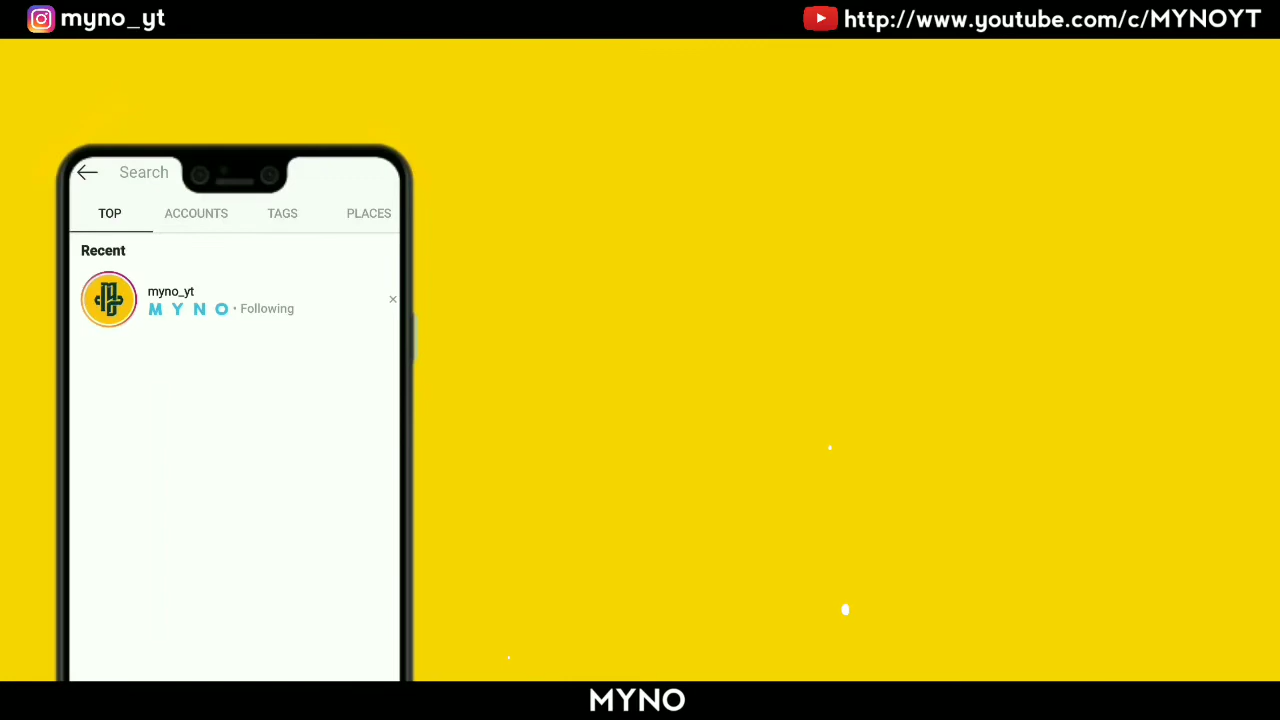 myno_yt
http://www.youtube.com/c/MYNOYT
Search
TOP ACCOUNTS TAGS PLACES
Recent
myno_yt
M Y N O • Following
MYNO